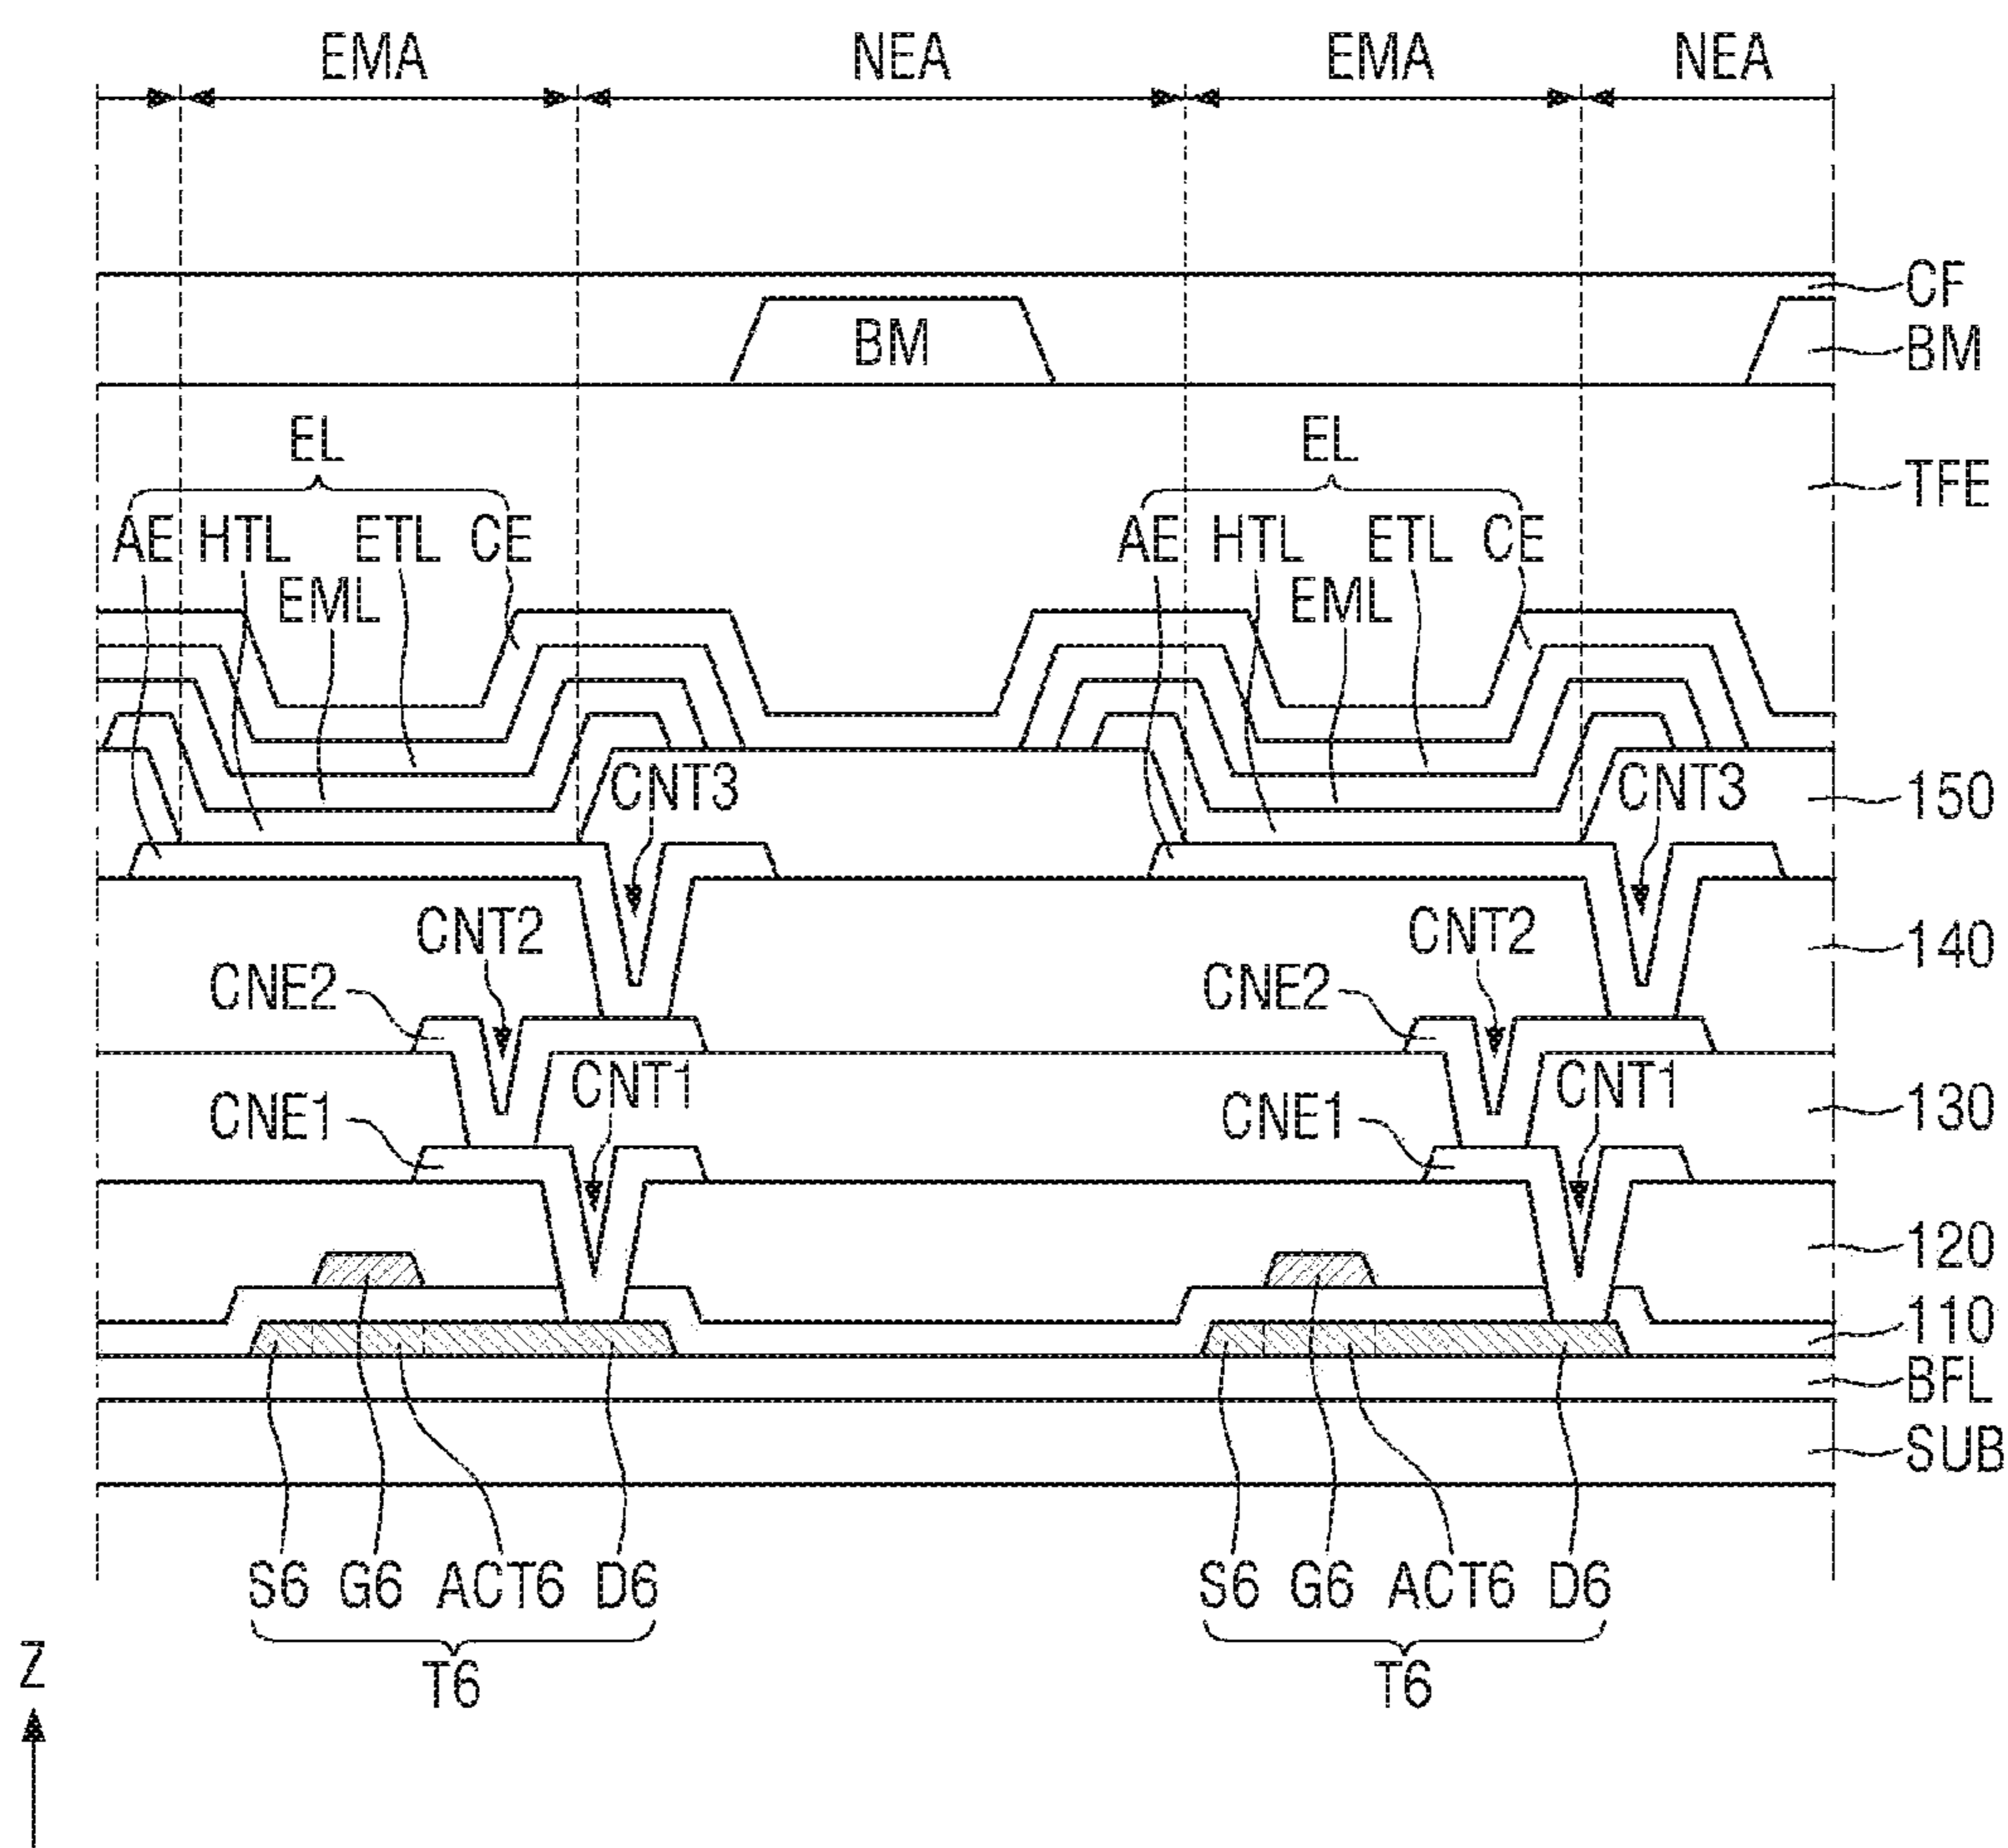 EMA NEA EMA NEA
CF
BM BM
EL EL TFE
AE HTL ETL CE AE HTL ETL CE
EML EML
CNT3 CNT3 150
CNT2 CNT2 140
CNE2 CNE2
CNT1 CNT1 130
CNE1 CNE1
120
110
BFL
SUB
S6 G6 ACT6 D6 S6 G6 ACT6 D6
T6 T6
Z